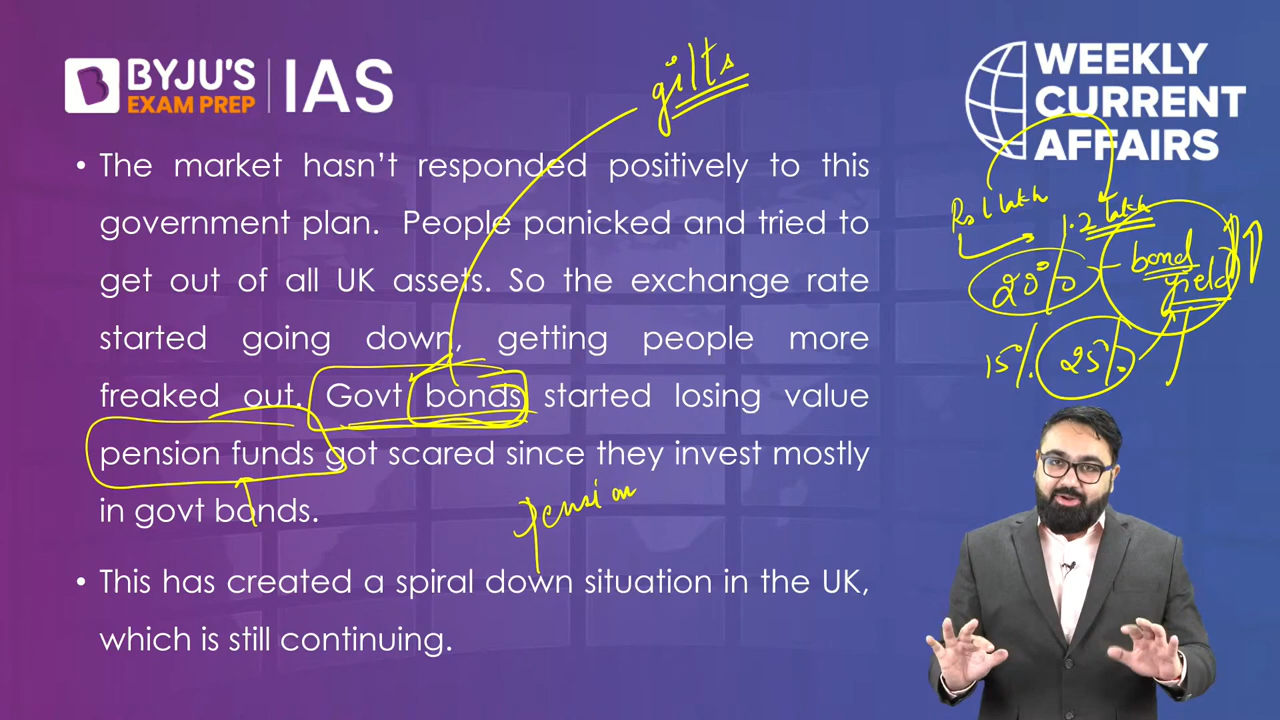 BYJU'S
EXAM PREP
IAS
WEEKLY
CURRENT
AFFAIRS
gilts
• The market hasn't responded positively to this
government plan. People panicked and tried to
get out of all UK assets. So the exchange rate
started going down, getting people more
freaked out. Govt bonds started losing value
pension funds got scared since they invest mostly
in govt bonds.
• This has created a spiral down situation in the UK,
which is still continuing.
Rs 1 lakh
1.2 lakh
20%
bond
yield
15%
25%
pension